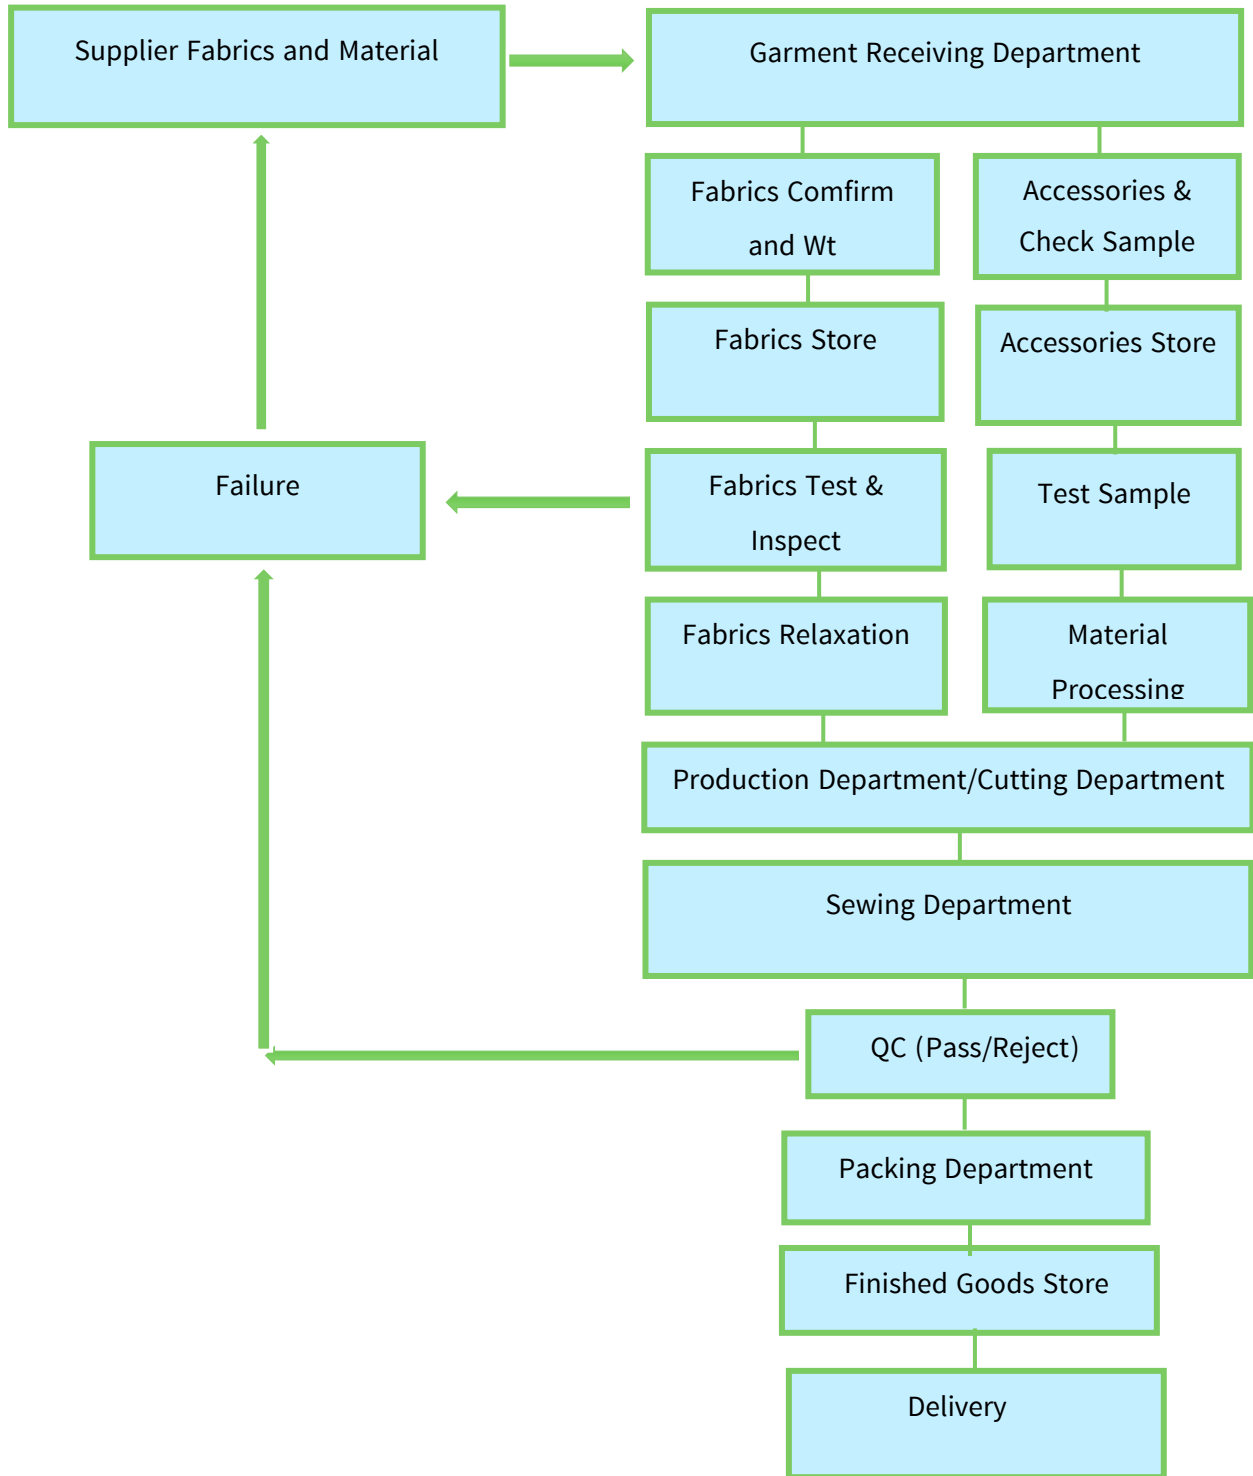 Supplier Fabrics and Material
Garment Receiving Department
Fabrics Comfirm
and Wt
Accessories &
Check Sample
Fabrics Store
Accessories Store
Failure
Fabrics Test &
Inspect
Test Sample
Fabrics Relaxation
Material
Processing
Production Department/Cutting Department
Sewing Department
QC (Pass/Reject)
Packing Department
Finished Goods Store
Delivery